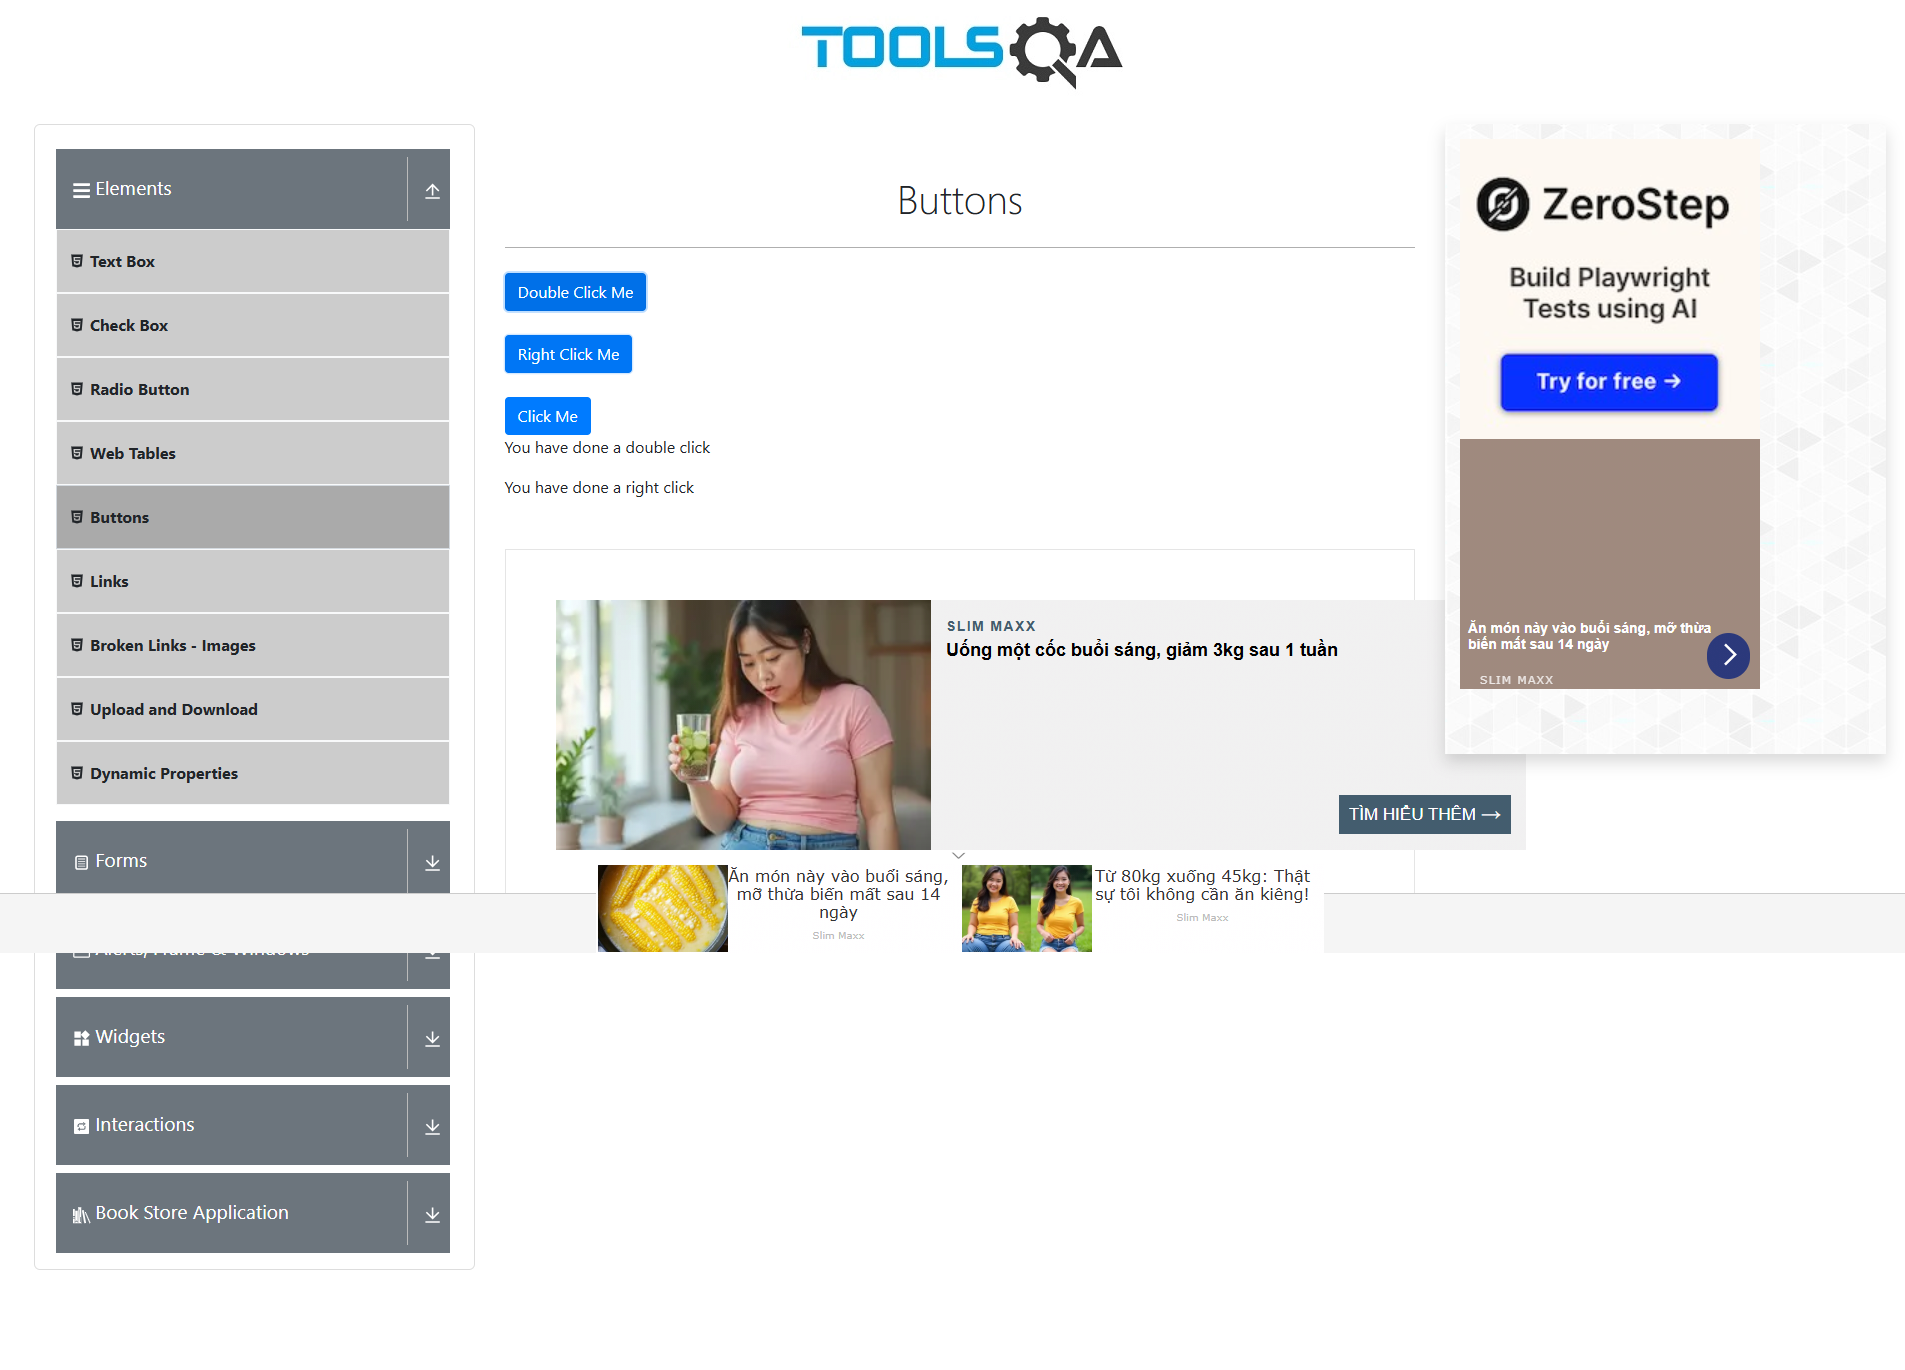 TOOLSQA
Elements
Text Box
Check Box
Radio Button
Web Tables
Buttons
Links
Broken Links - Images
Upload and Download
Dynamic Properties
Forms
Alerts, Frame & Windows
Widgets
Interactions
Book Store Application
Buttons
Double Click Me
Right Click Me
Click Me
You have done a double click
You have done a right click
SLIM MAXX
Uống một cốc buổi sáng, giảm 3kg sau 1 tuần
TÌM HIỂU THÊM →
Ăn món này vào buổi sáng,
mỡ thừa biến mất sau 14
ngày
Slim Maxx
Từ 80kg xuống 45kg: Thật
sự tôi không cần ăn kiêng!
Slim Maxx
ZeroStep
Build Playwright
Tests using AI
Try for free →
Ăn món này vào buổi sáng, mỡ thừa
biến mất sau 14 ngày
SLIM MAXX